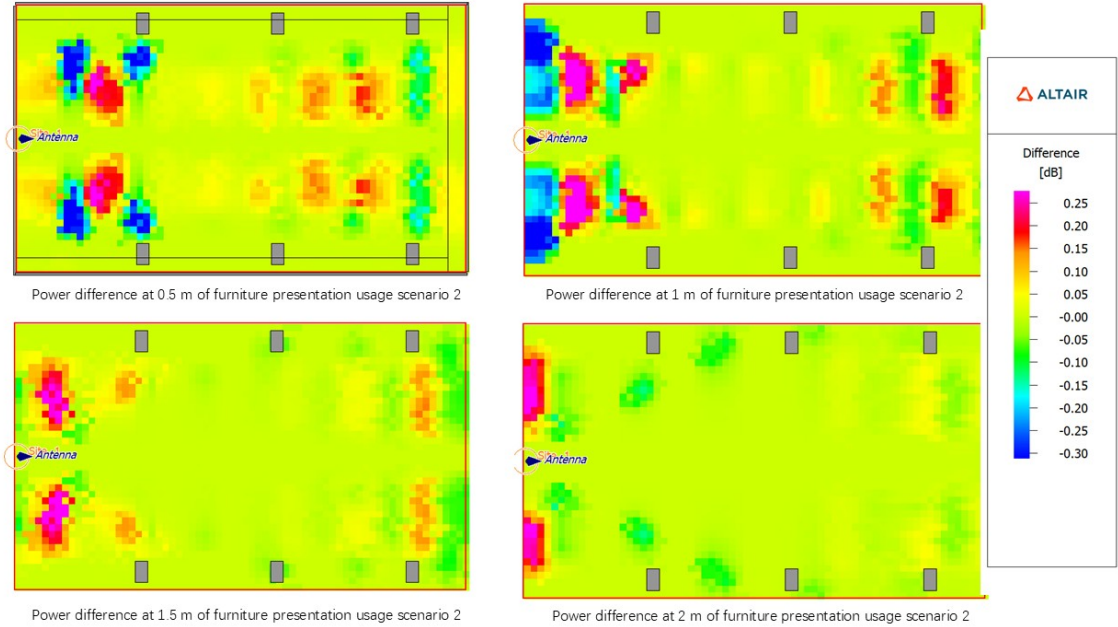 Site 1
Antenna
Power difference at 0.5 m of furniture presentation usage scenario 2
Antenna
Power difference at 1 m of furniture presentation usage scenario 2
ALTAIR
Difference
[dB]
0.25
0.20
0.15
0.10
0.05
-0.00
-0.05
-0.10
-0.15
-0.20
-0.25
-0.30
Antenna
Power difference at 1.5 m of furniture presentation usage scenario 2
Antenna
Power difference at 2 m of furniture presentation usage scenario 2